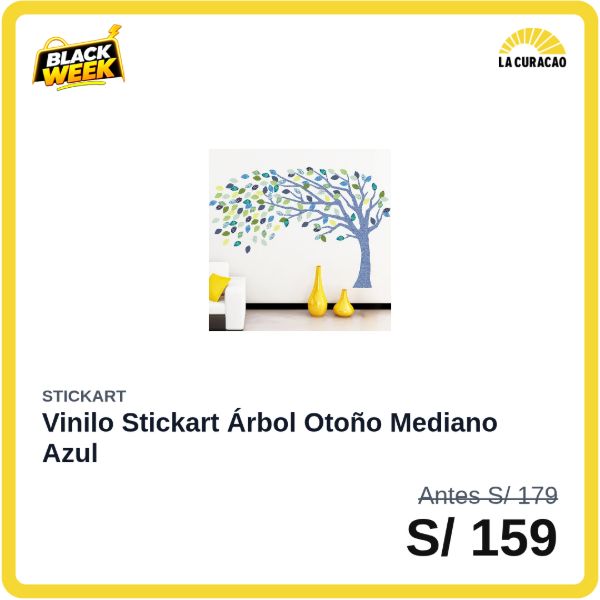 BLACK
WEEK
LA CURACAO
STICKART
Vinilo Stickart Árbol Otoño Mediano
Azul
Antes S/ 179
S/ 159